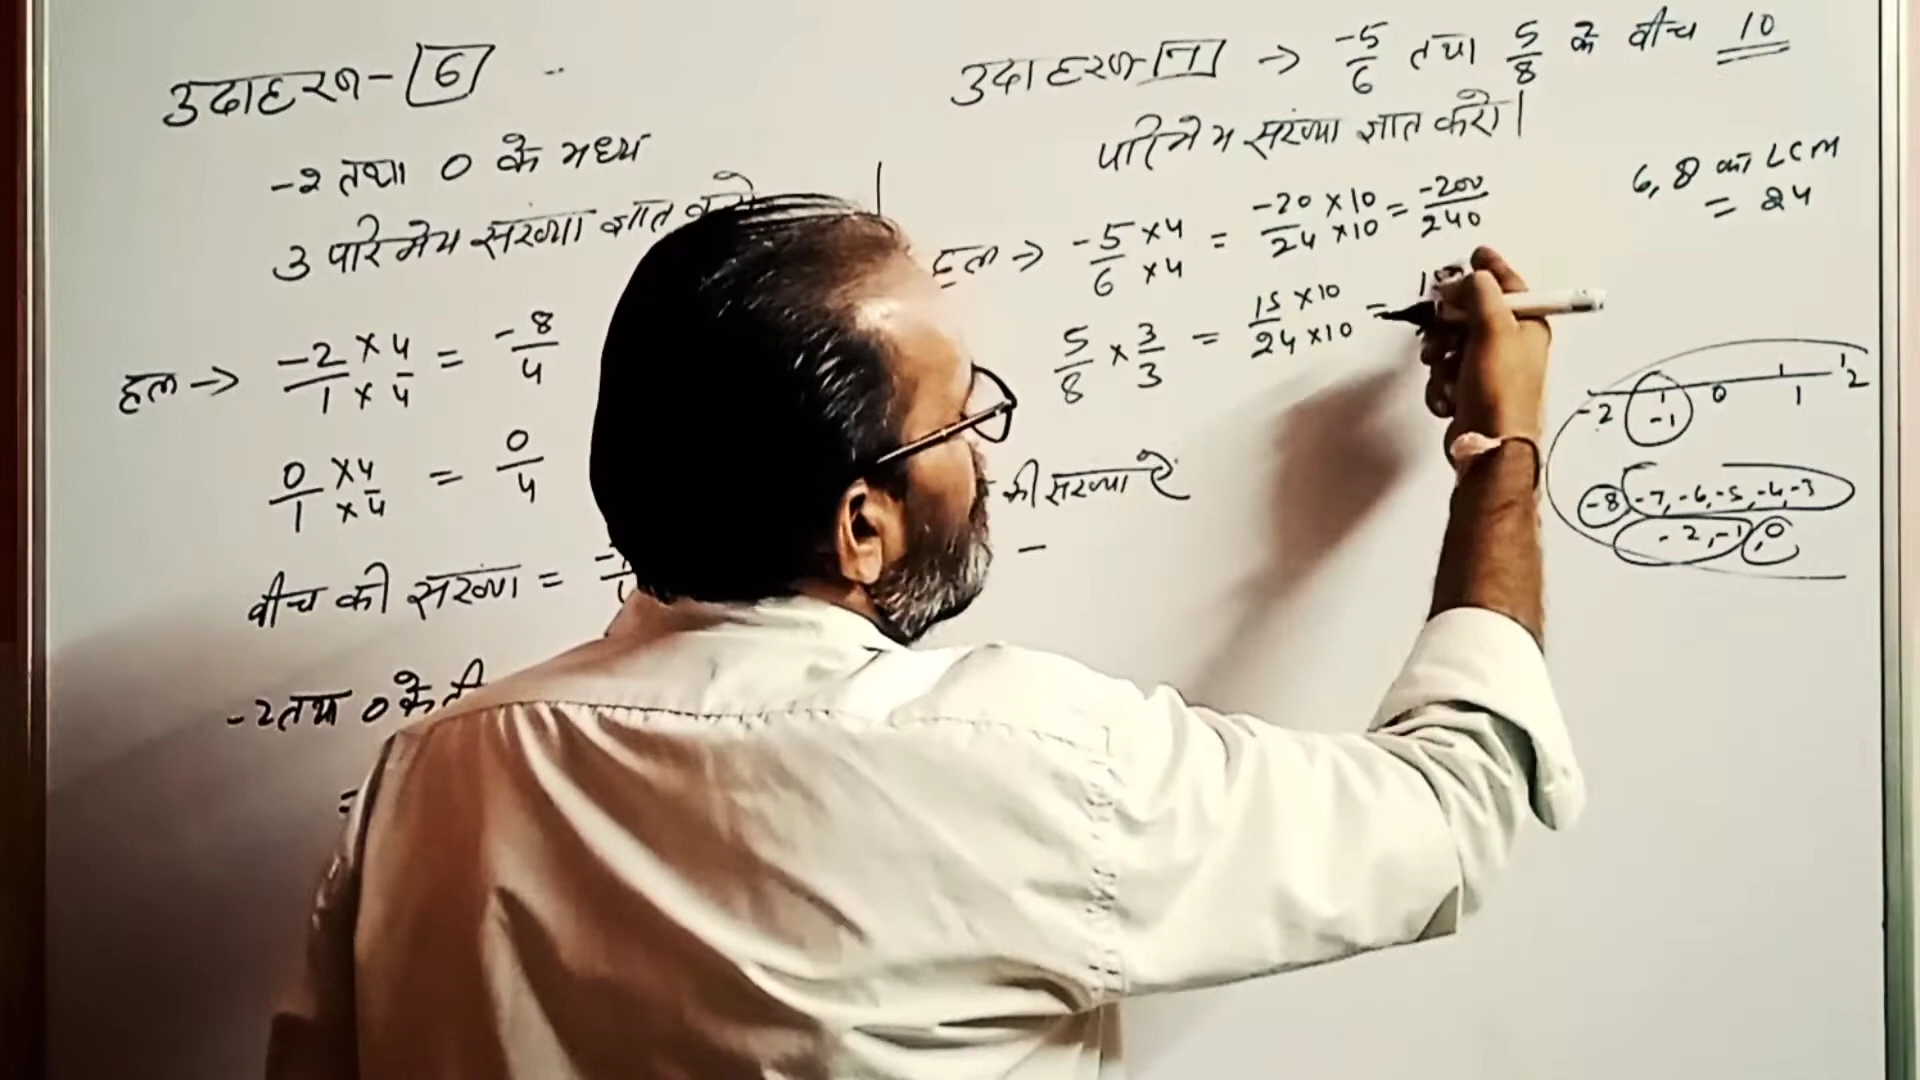 उदाहरण - 6
-2 तथा 0 के मध्य
3 परिमेय संख्या ज्ञात
हल → -2/1 × 4/4 = -8/4
0/1 × 4/4 = 0/4
बीच की संख्या =
-2 तथा 0 के ती
=
उदाहरण - 7 → -5/6 तथा 5/8 के बीच 10
परिमेय संख्या ज्ञात करो।
हल → -5/6 ×4/×4 = -20/24 ×10/×10 = -200/240
5/8 × 3/3 = 15/24 ×10/×10 =
की संख्या है
6, 8 का LCM
= 24
-2 -1 0 1 2
-8, -7, -6, -5, -4, -3
-2, -1, 0